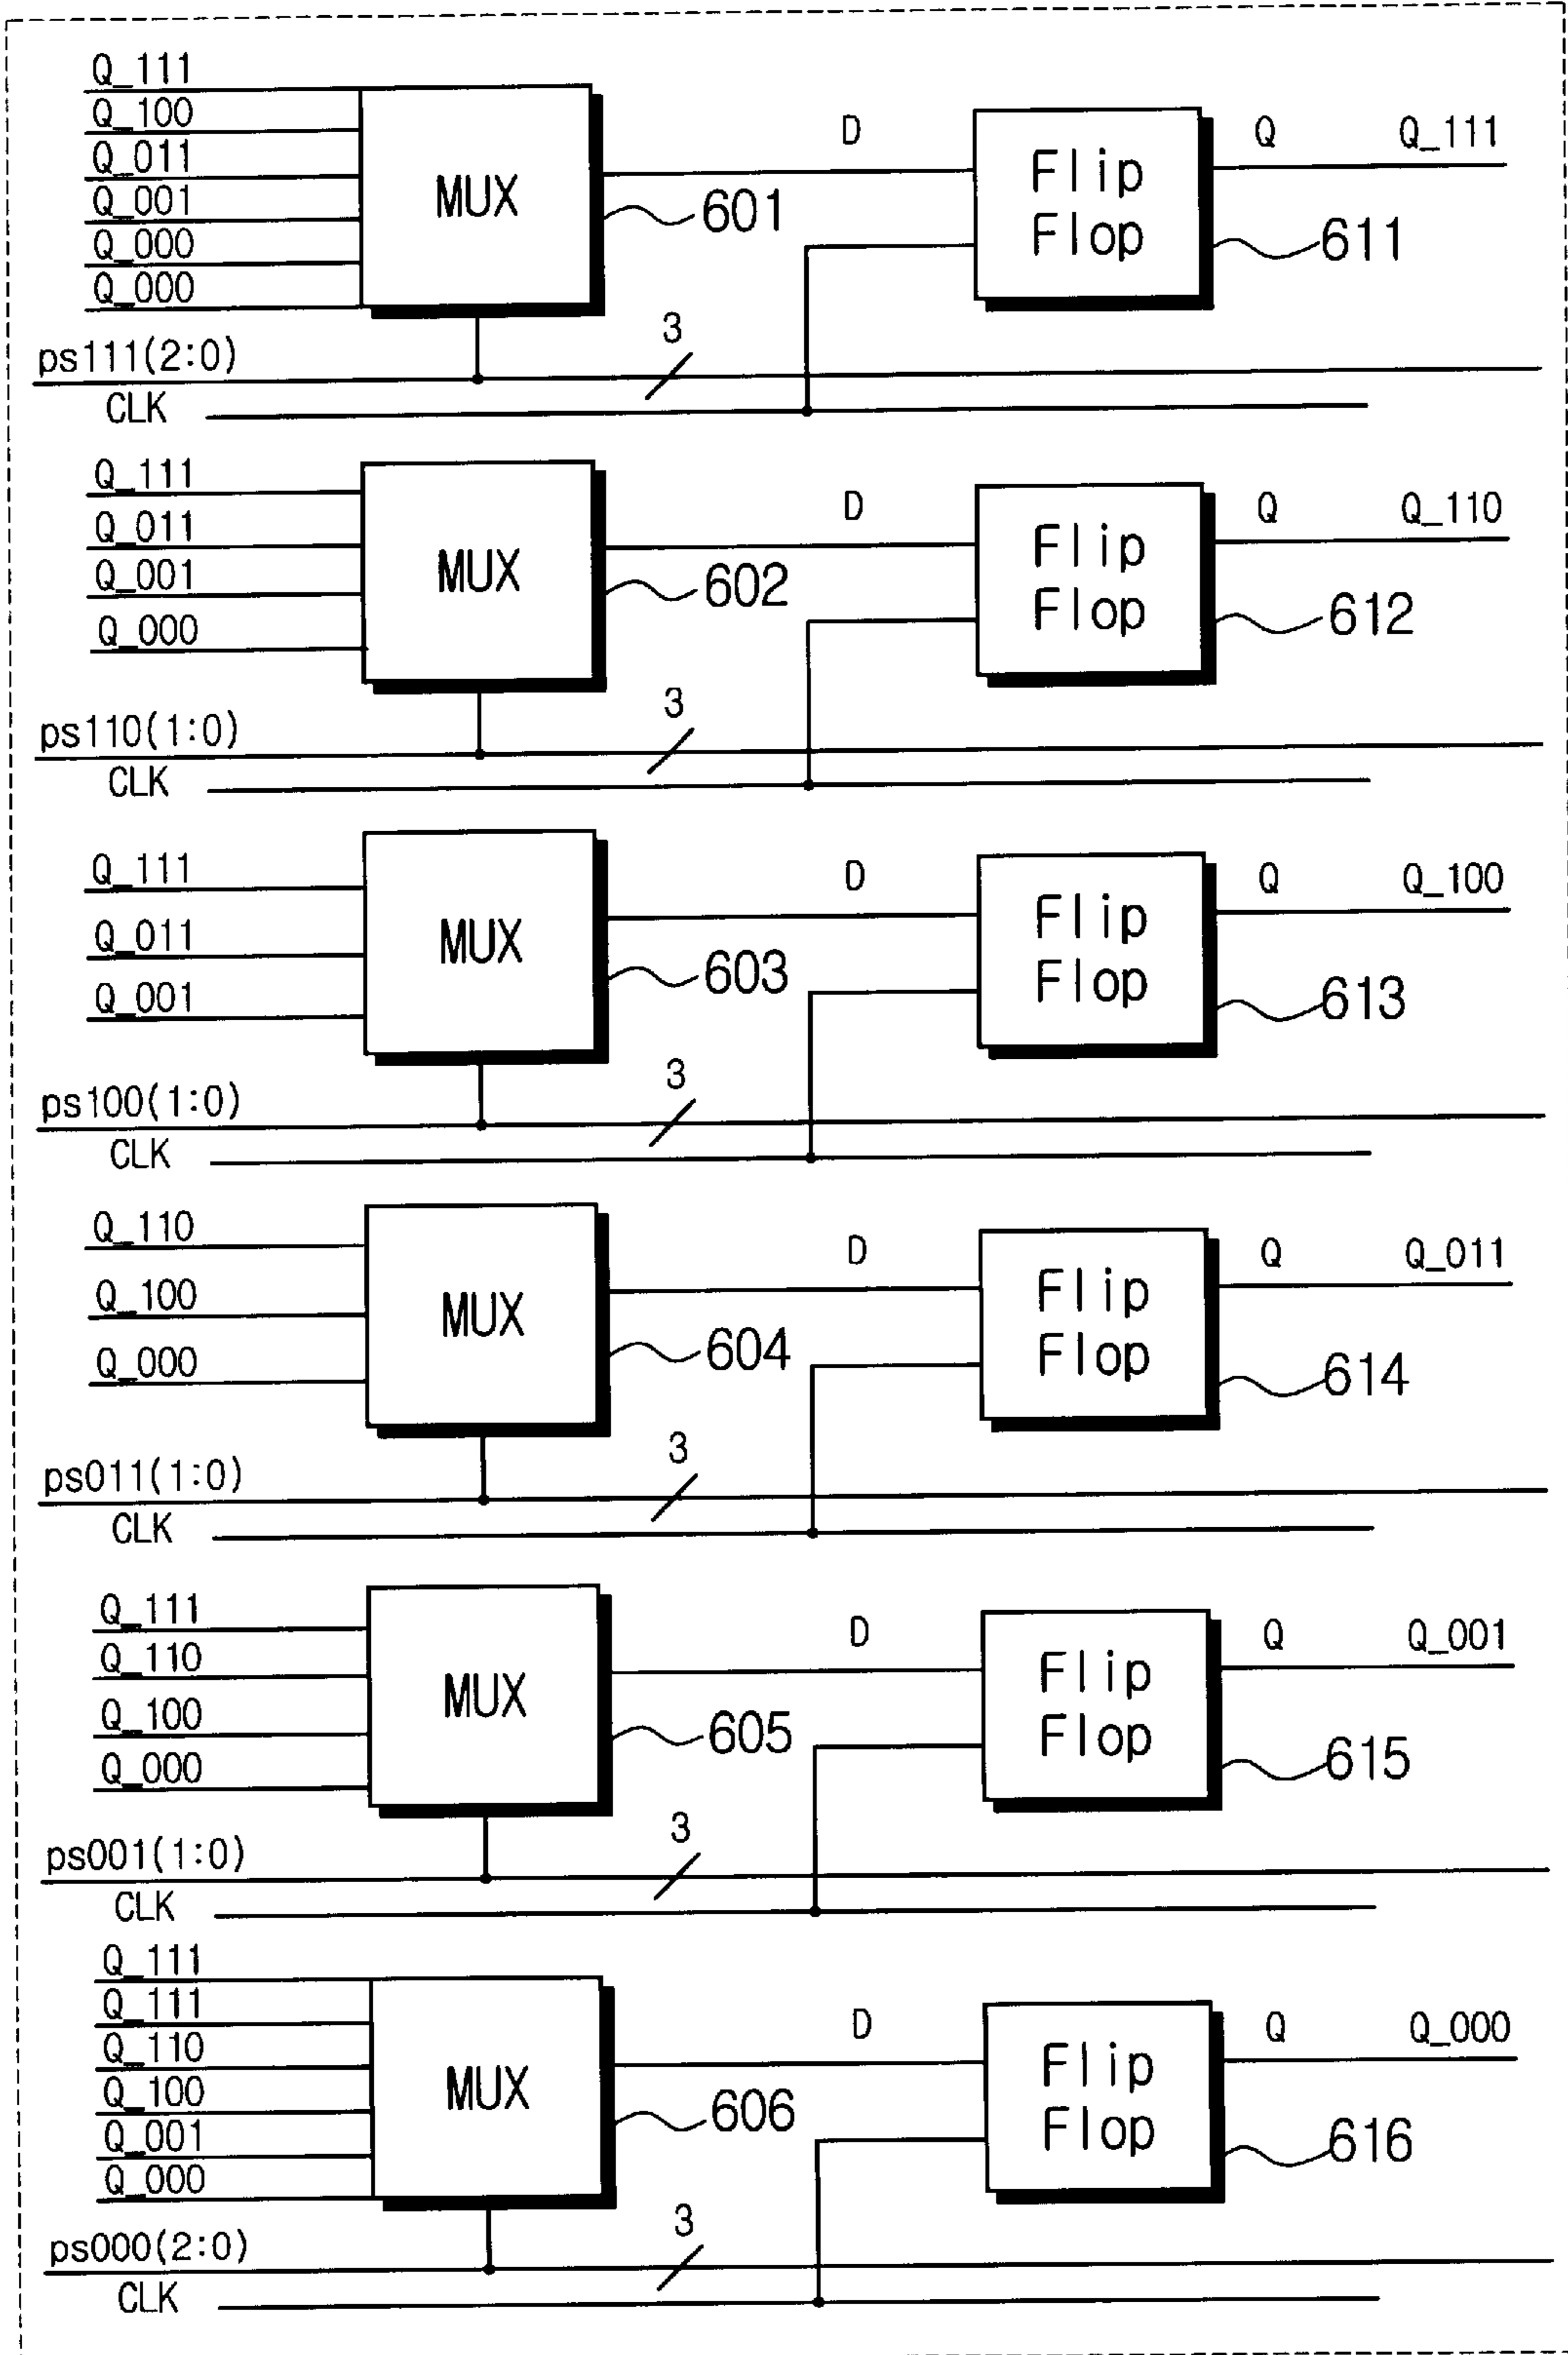 Q_111
Q_100
Q_011
Q_001
Q_000
Q_000
MUX
601
D
Flip
Flop
611
Q Q_111
3
ps111(2:0)
CLK
Q_111
Q_011
Q_001
Q_000
MUX
602
D
Flip
Flop
612
Q Q_110
3
ps110(1:0)
CLK
Q_111
Q_011
Q_001
MUX
603
D
Flip
Flop
613
Q Q_100
3
ps100(1:0)
CLK
Q_110
Q_100
Q_000
MUX
604
D
Flip
Flop
614
Q Q_011
3
ps011(1:0)
CLK
Q_111
Q_110
Q_100
Q_000
MUX
605
D
Flip
Flop
615
Q Q_001
3
ps001(1:0)
CLK
Q_111
Q_111
Q_110
Q_100
Q_001
Q_000
MUX
606
D
Flip
Flop
616
Q Q_000
3
ps000(2:0)
CLK